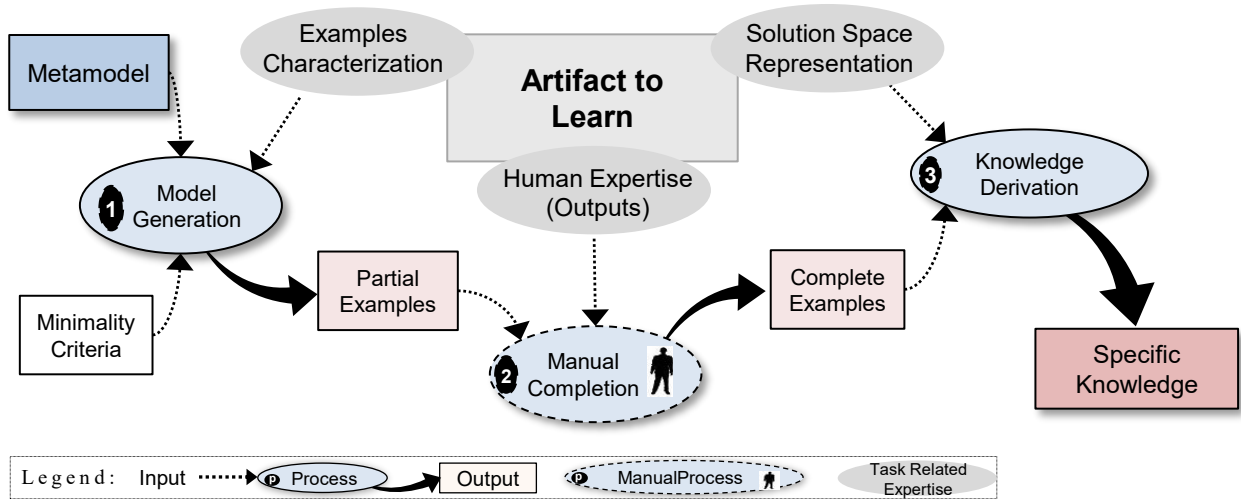 Metamodel
Examples
Characterization
Artifact to
Learn
Solution Space
Representation
1
Model
Generation
Human Expertise
(Outputs)
3
Knowledge
Derivation
Minimality
Criteria
Partial
Examples
2
Manual
Completion
Complete
Examples
Specific
Knowledge
Legend:
Input
P
Process
Output
P
ManualProcess
Task Related
Expertise